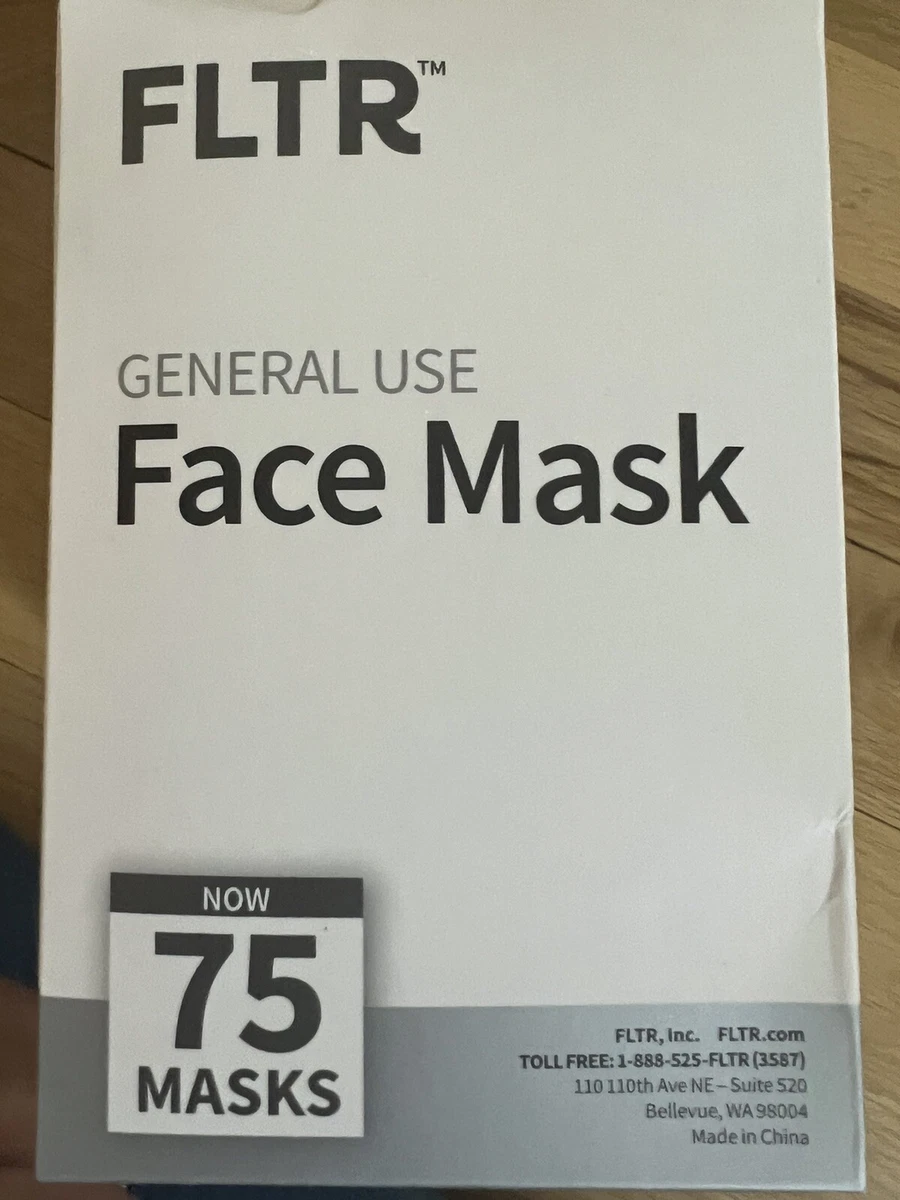 FLTR™
GENERAL USE
Face Mask
NOW
75
MASKS
FLTR, Inc. FLTR.com
TOLL FREE: 1-888-525-FLTR (3587)
110 110th Ave NE – Suite 520
Bellevue, WA 98004
Made in China